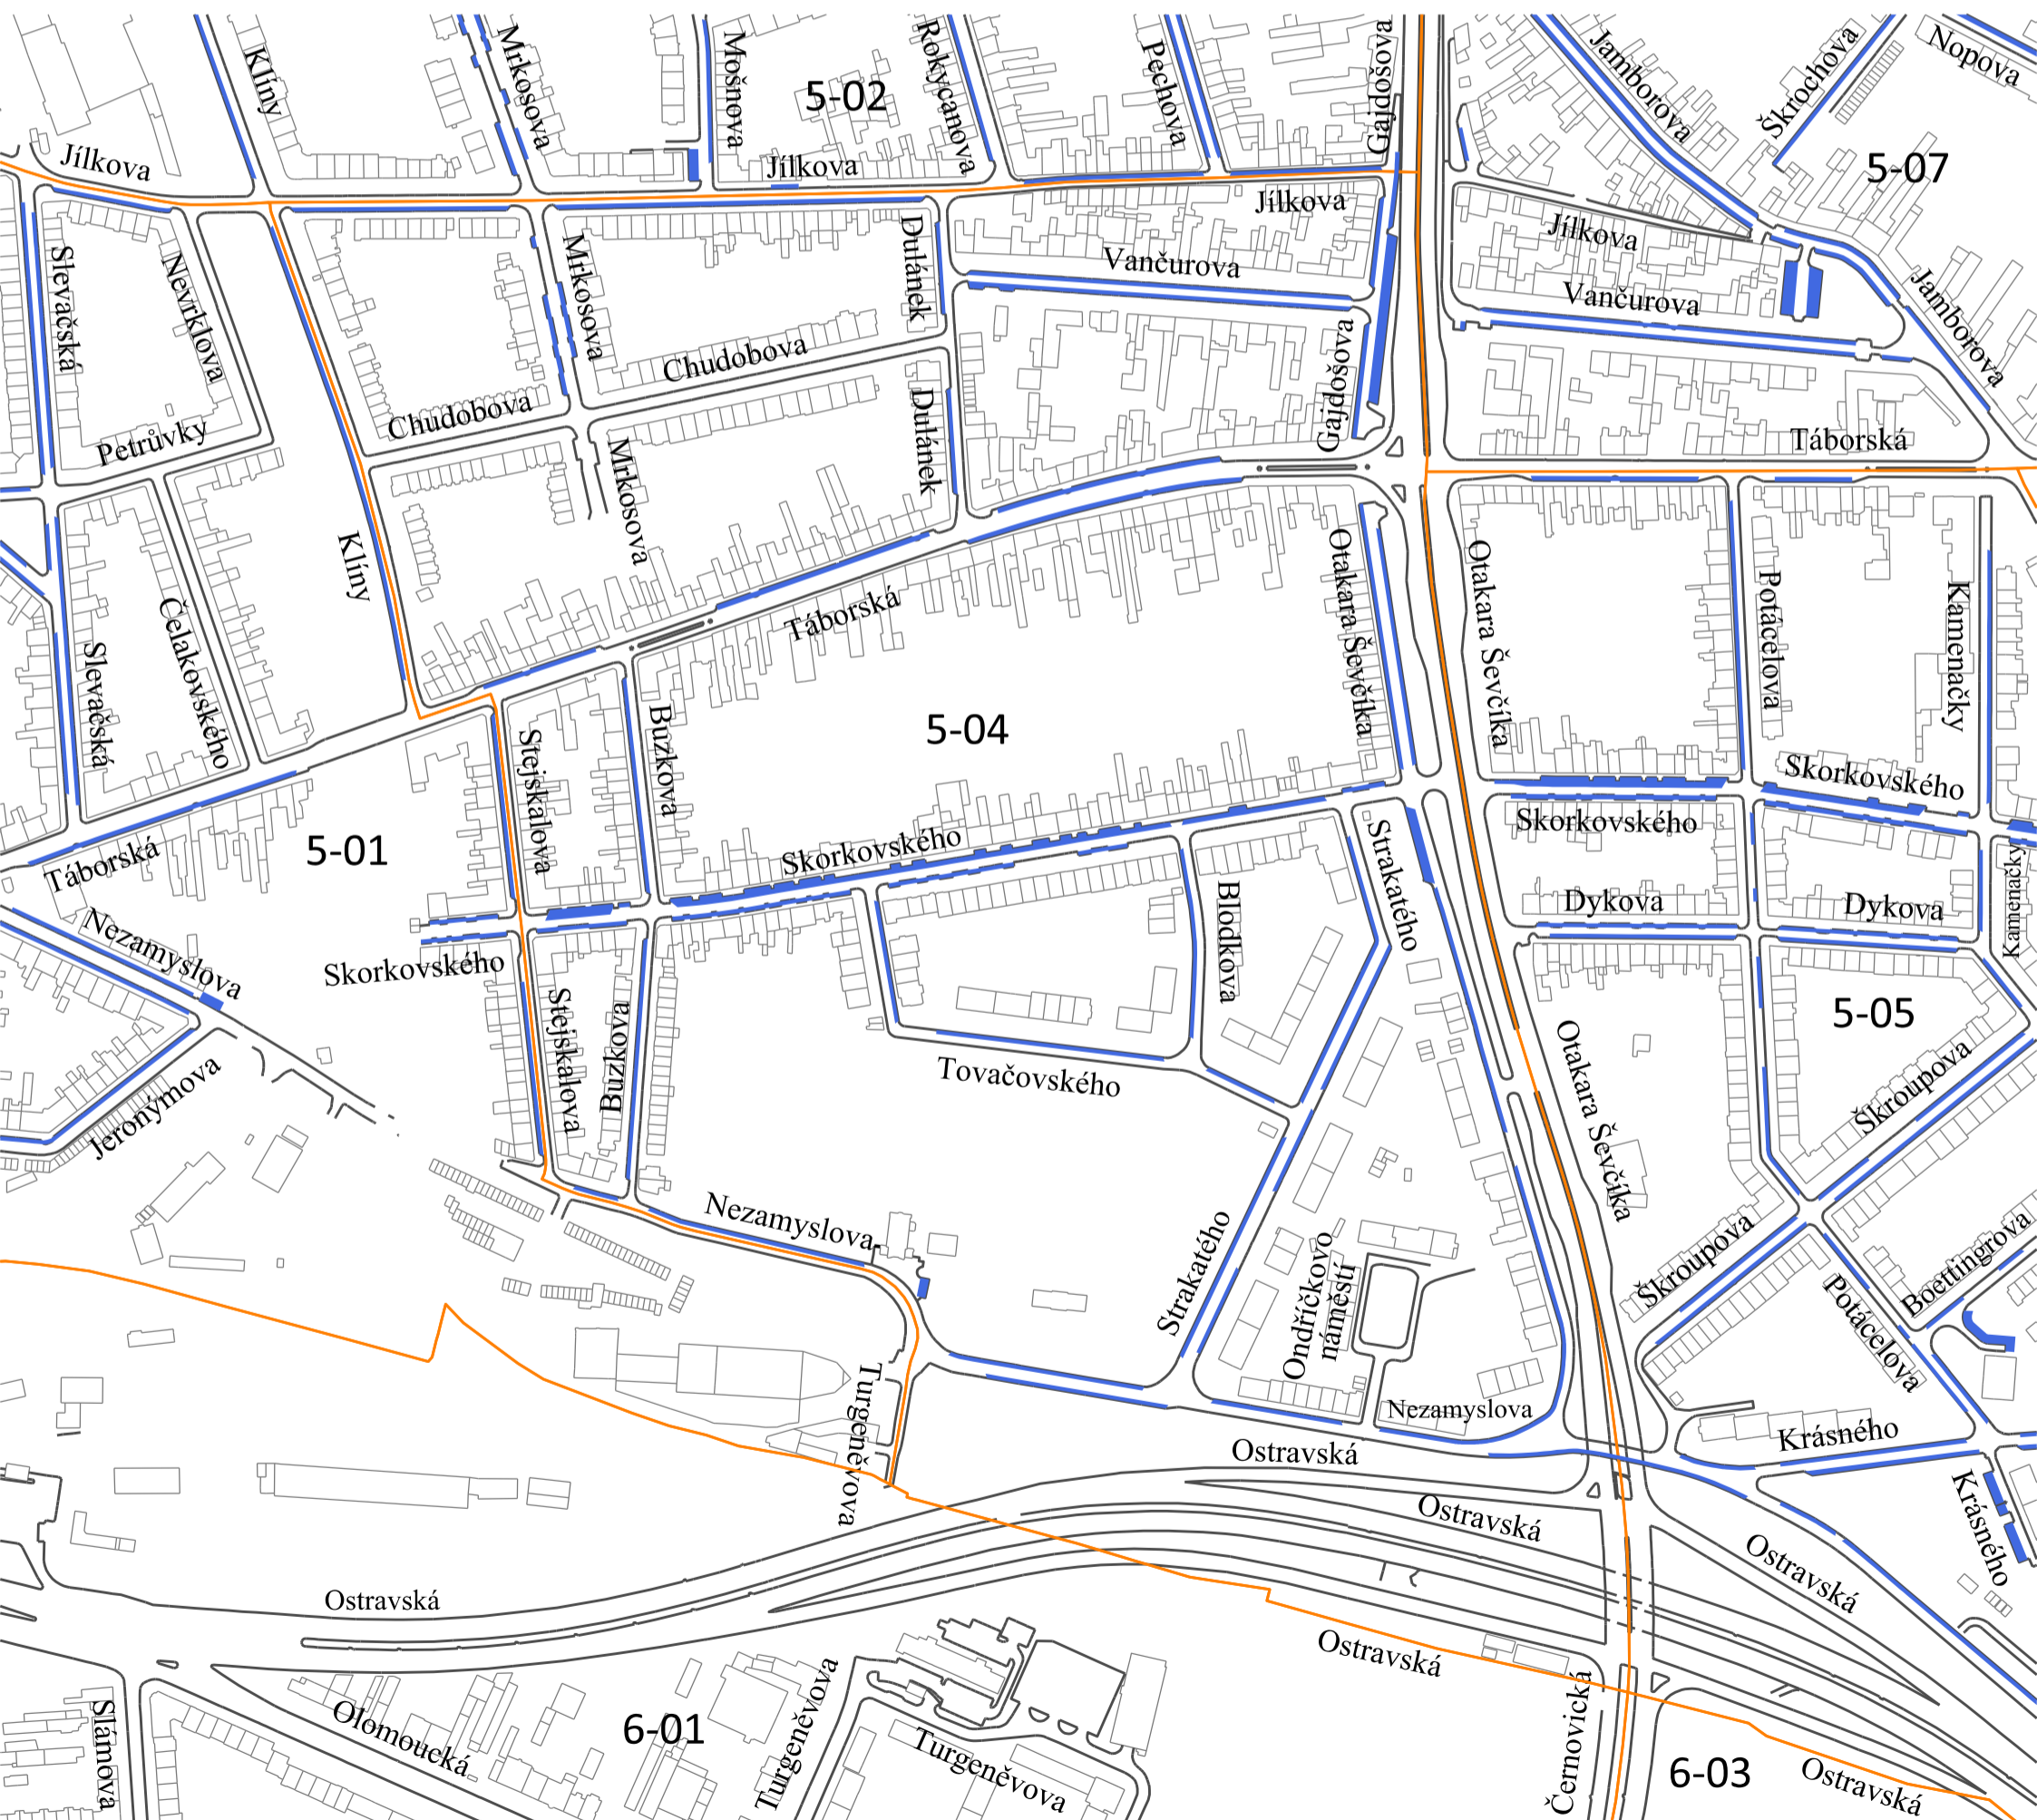 Klíny
Mrkosova
Mošnova
5-02
Rokycanova
Pechova
Gajdošova
Jamborova
Škrochova
Nopova
5-07
Jílkova
Jílkova
Jílkova
Jílkova
Slevačská
Nevrklova
Mrkosova
Dulánek
Vančurova
Vančurova
Jamborova
Chudobova
Chudobova
Gajdošova
Petrůvky
Dulánek
Mrkosova
Táborská
Klíny
Táborská
Otakara Ševčíka
Otakara Ševčíka
Potácelova
Kamenačky
Slevačská
Čelakovského
Buzkova
Stejskalova
5-04
Skorkovského
5-01
Táborská
Skorkovského
Skorkovského
Strakatého
Kamenačky
Dykova
Dykova
Nezamyslova
Skorkovského
Blodkova
5-05
Stejskalova
Buzkova
Tovačovského
Otakara Ševčíka
Škroupova
Jeronýmova
Nezamyslova
Strakatého
Ondříčkovo
náměstí
Škroupova
Boettingrova
Potácelova
Turgeněvova
Nezamyslova
Krásného
Ostravská
Ostravská
Krásného
Ostravská
Ostravská
Ostravská
Slámova
Olomoucká
6-01
Turgeněvova
Turgeněvova
Černovická
6-03
Ostravská